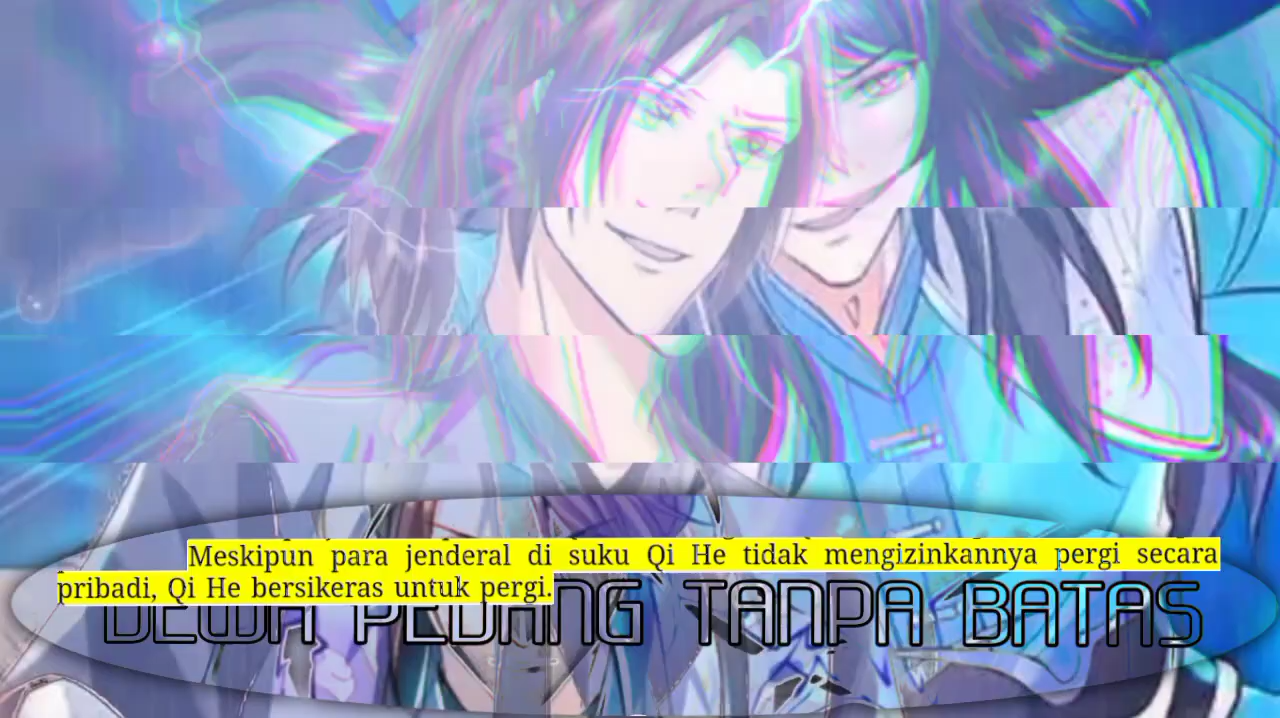 Meskipun para jenderal di suku Qi He tidak mengizinkannya pergi secara
pribadi, Qi He bersikeras untuk pergi.
DEWA PEDANG TANPA BATAS